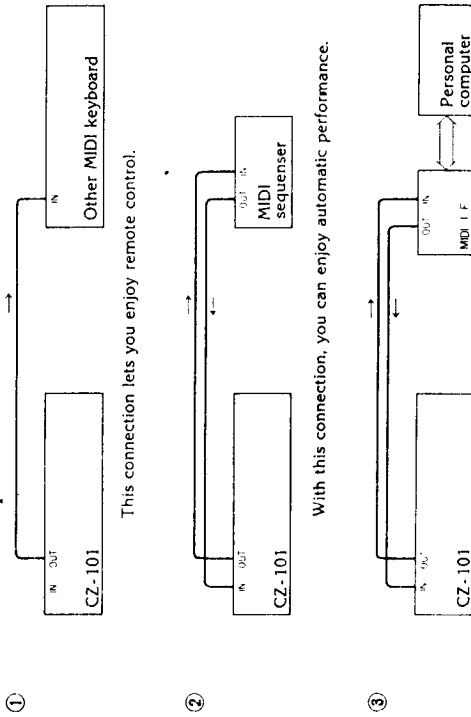 ①
IN OUT
CZ-101
IN
Other MIDI keyboard
This connection lets you enjoy remote control.
②
IN OUT
CZ-101
OUT IN
MIDI
sequenser
With this connection, you can enjoy automatic performance.
③
IN OUT
CZ-101
OUT IN
MIDI I F
Personal
computer